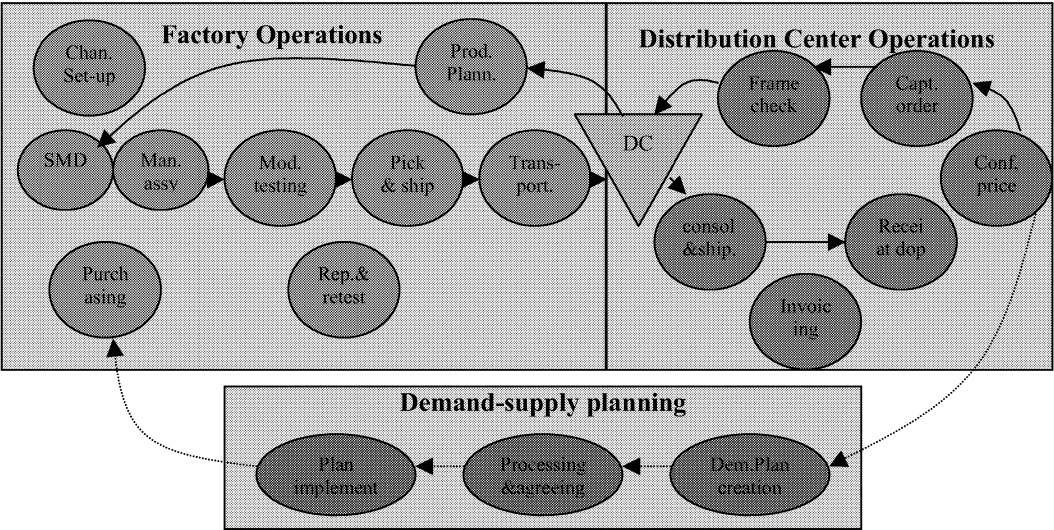 Factory Operations
Chan.
Set-up
Prod.
Plann.
SMD
Man.
assv
Mod.
testing
Pick
& ship
Trans-
port.
Purch
asing
Rep.&
retest
Distribution Center Operations
Frame
check
Capt.
order
DC
Conf.
price
consol
&ship.
Recei
at dop
Invoic
ing
Demand-supply planning
Plan
implement
Processing
&agreeing
Dem.Plan
creation